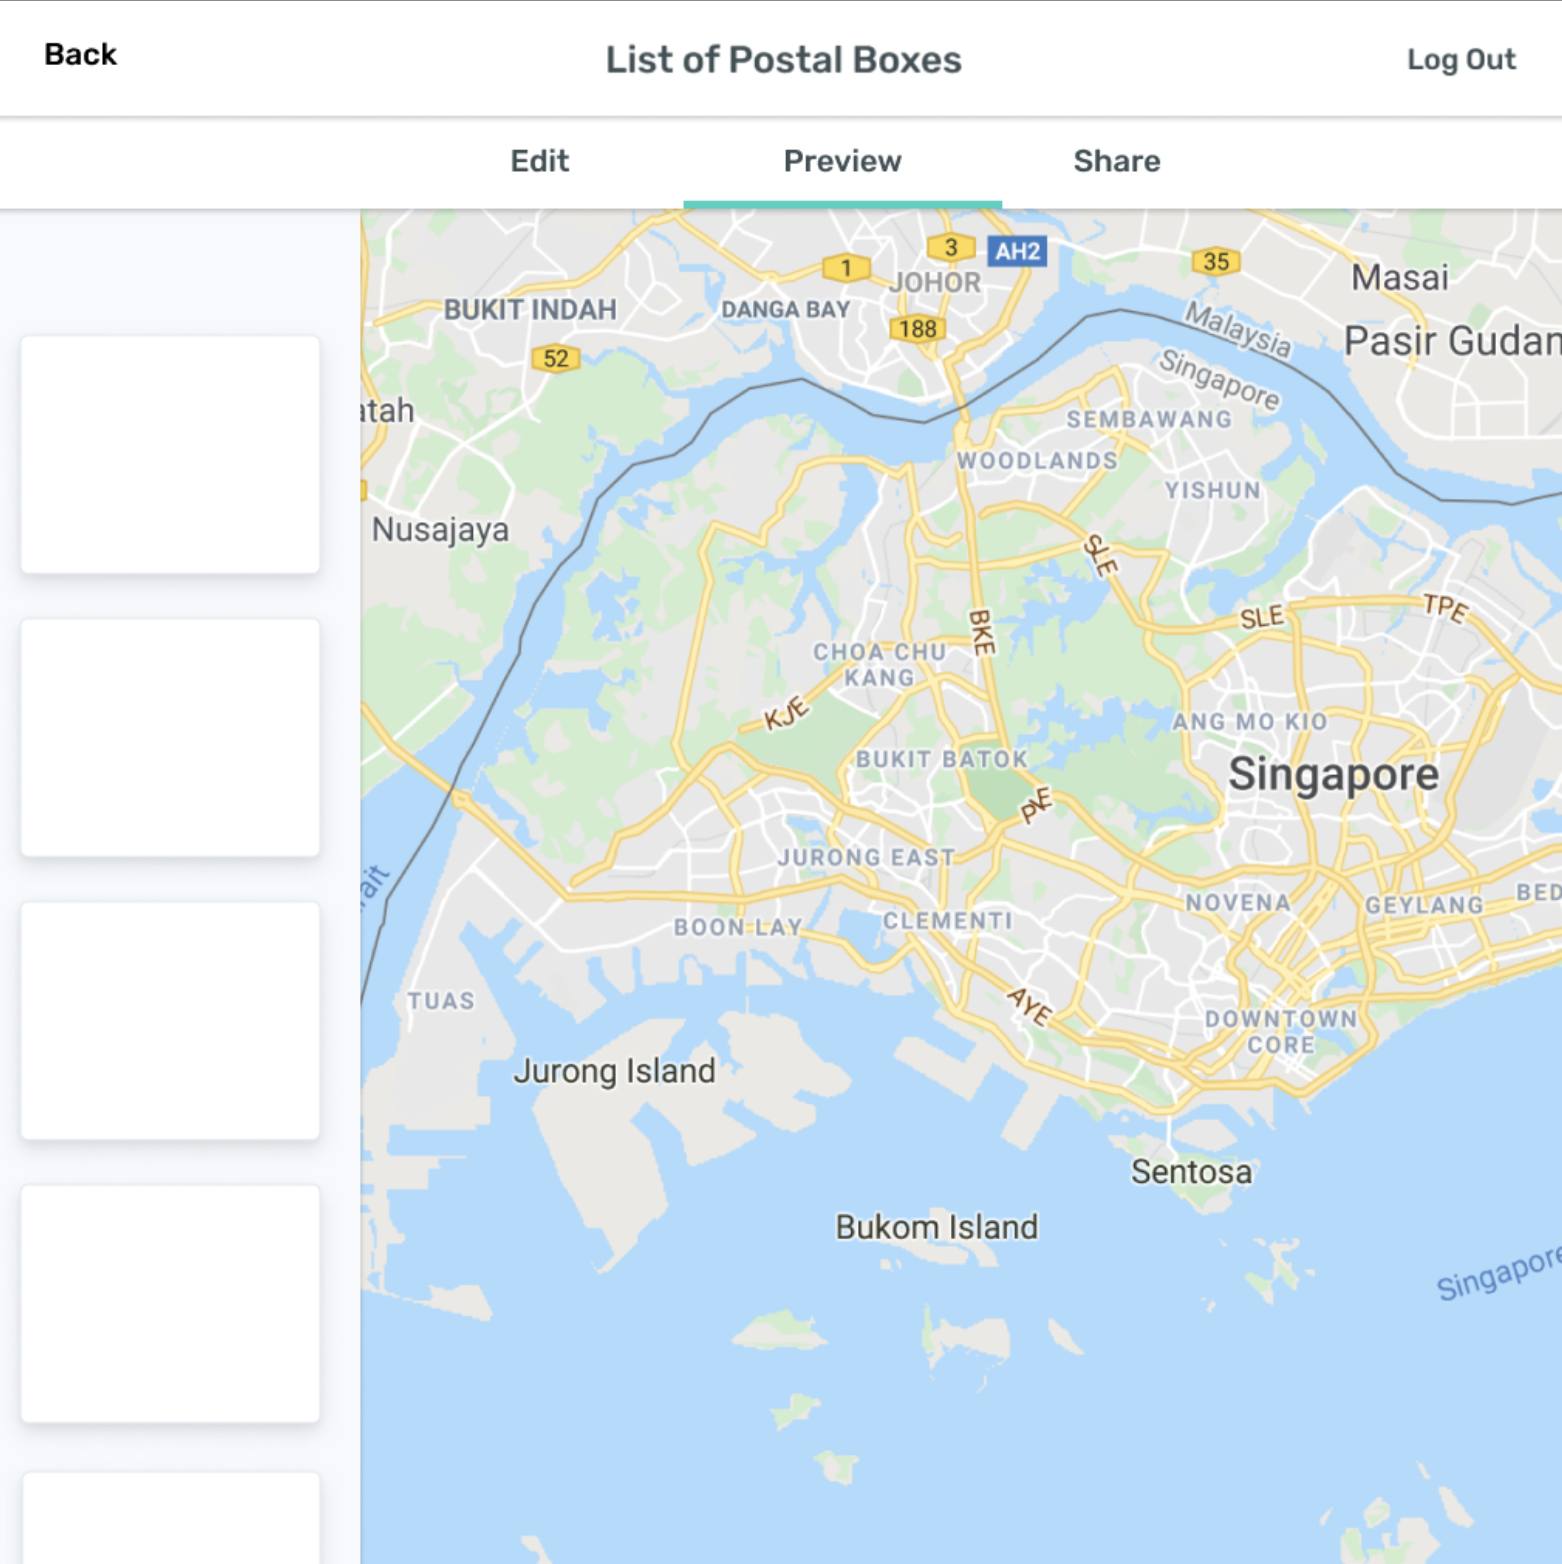 Back
List of Postal Boxes
Log Out
Edit
Preview
Share
3
AH2
1
35
JOHOR
Masai
BUKIT INDAH
DANGA BAY
188
Malaysia
Singapore
Pasir Gudan
52
atah
SEMBAWANG
WOODLANDS
YISHUN
Nusajaya
SLE
SLE
TPE
BKE
CHOA CHU
KANG
KJE
ANG MO KIO
BUKIT BATOK
Singapore
PIE
JURONG EAST
rait
NOVENA
GEYLANG
BED
BOON LAY
CLEMENTI
TUAS
AYE
DOWNTOWN
CORE
Jurong Island
Sentosa
Bukom Island
Singapore